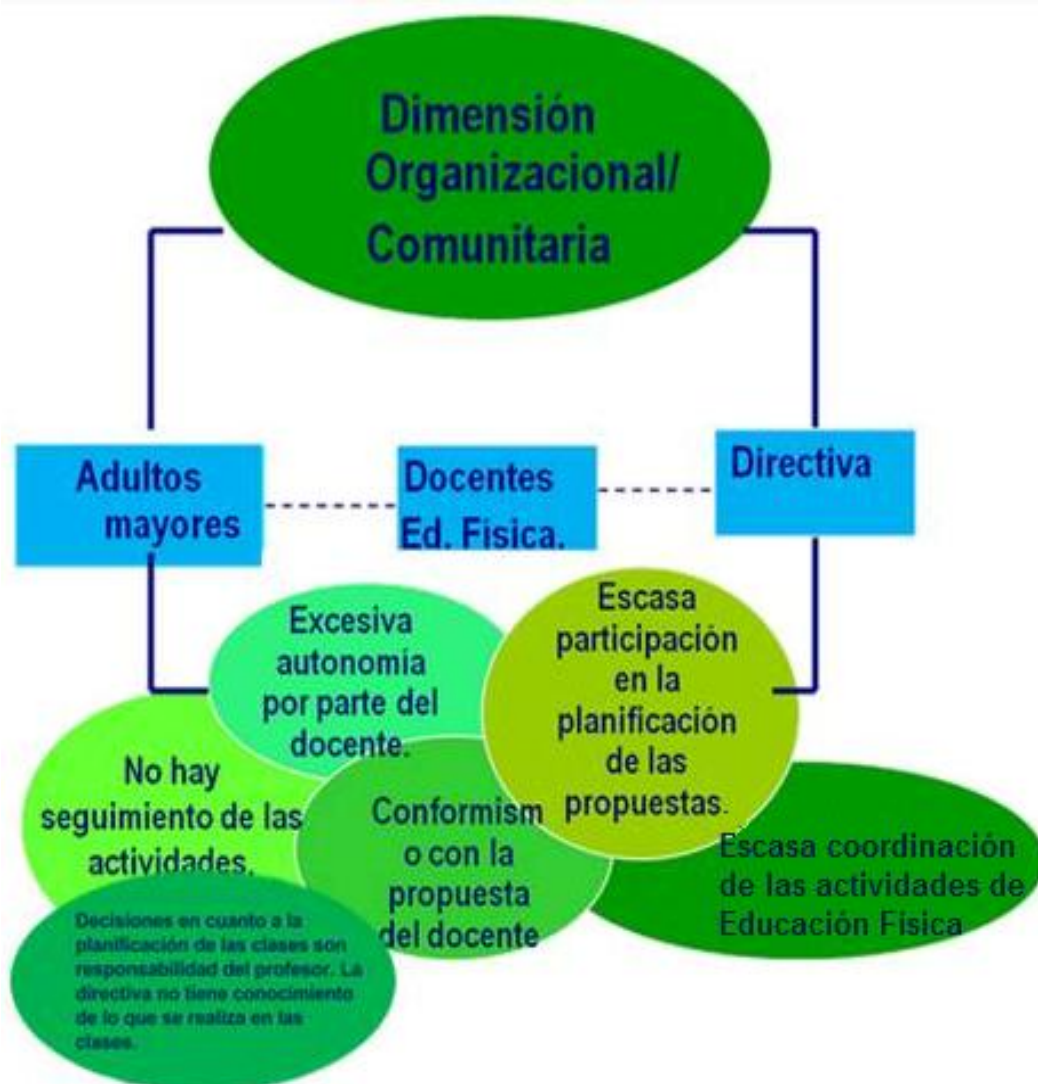 Dimensión
Organizacional/
Comunitaria
Adultos
mayores
Docentes
Ed. Física.
Directiva
Excesiva
autonomía
por parte del
docente.
Escasa
participación
en la
planificación
de las
propuestas.
No hay
seguimiento de las
actividades.
Conformism
o con la
propuesta
del docente
Escasa coordinación
de las actividades de
Educación Física
Decisiones en cuanto a la
planificación de las clases son
responsabilidad del profesor. La
directiva no tiene conocimiento
de lo que se realiza en las
clases.